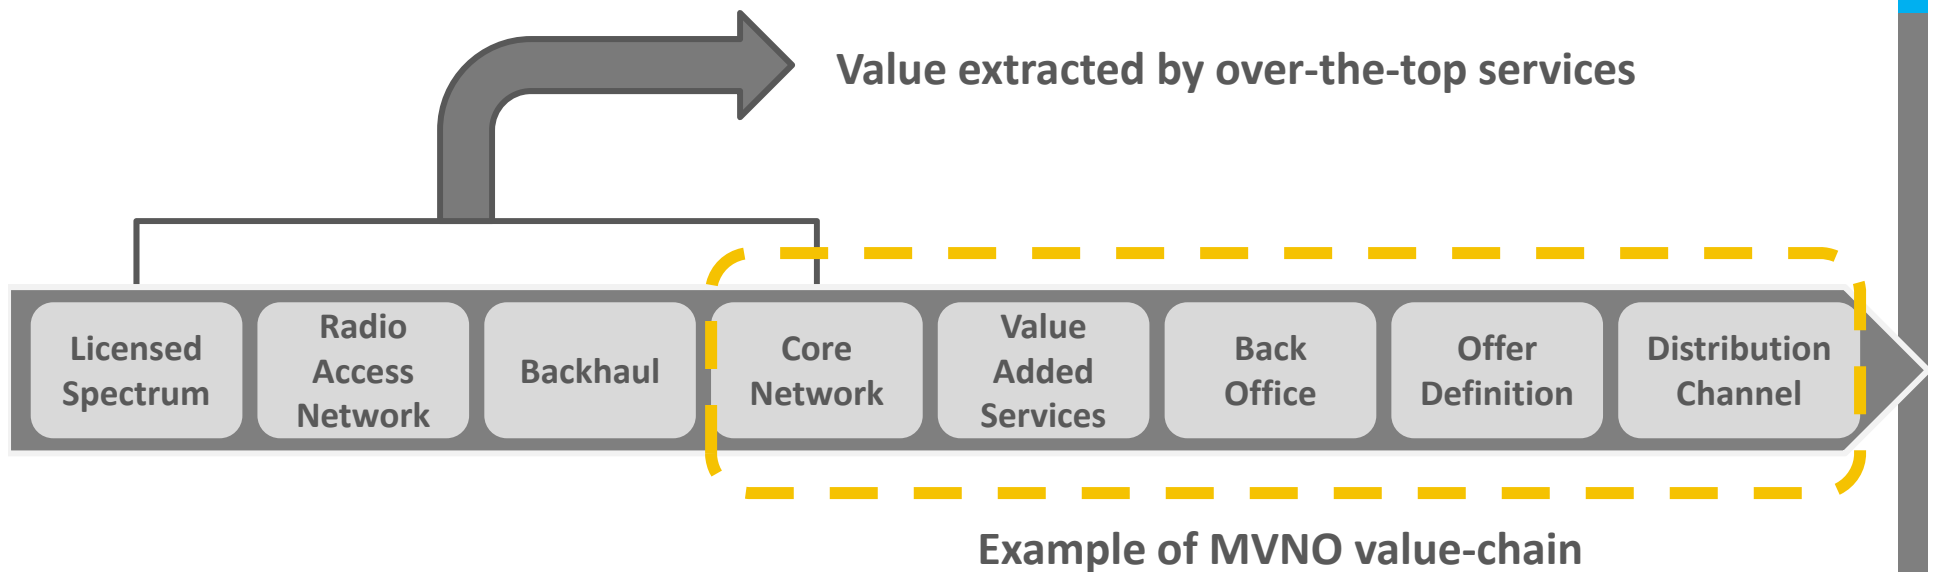 Value extracted by over-the-top services
Licensed
Spectrum
Radio
Access
Network
Backhaul
Core
Network
Value
Added
Services
Back
Office
Offer
Definition
Distribution
Channel
Example of MVNO value-chain